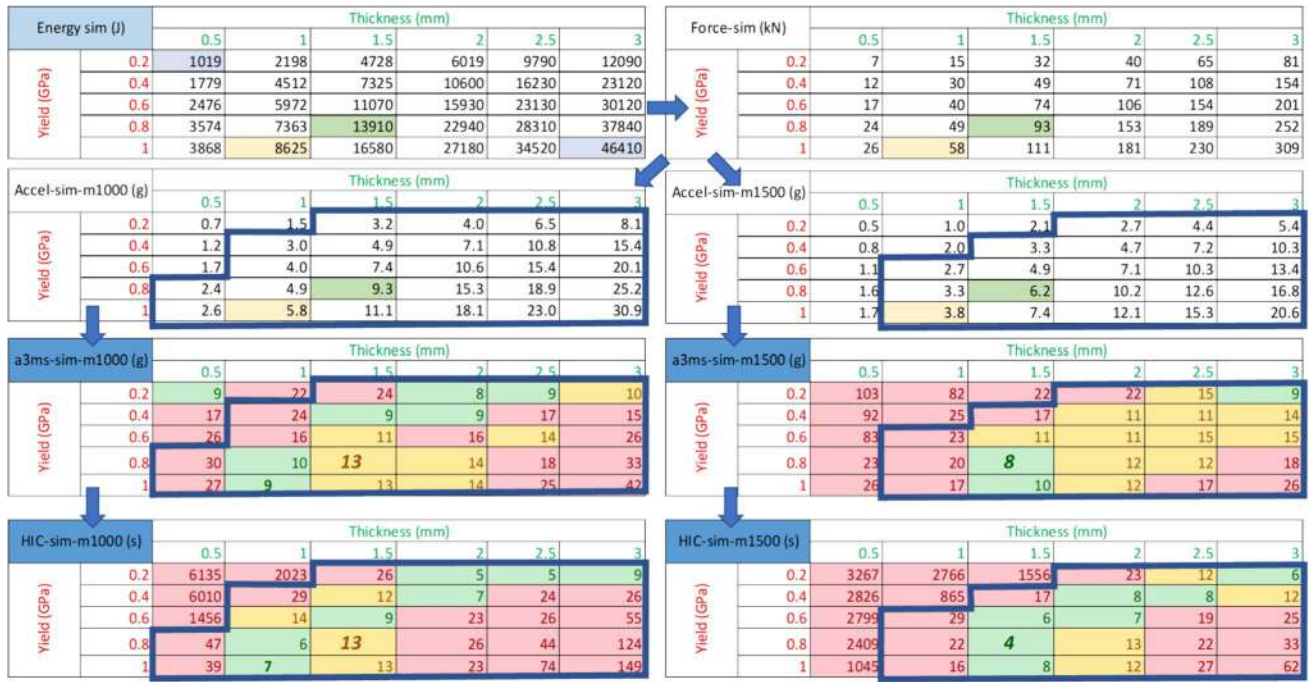 Energy sim (J) Thickness (mm)
0.5 1 1.5 2 2.5 3
Yield (GPa)
0.2 1019 2198 4728 6019 9790 12090
0.4 1779 4512 7325 10600 16230 23120
0.6 2476 5972 11070 15930 23130 30120
0.8 3574 7363 13910 22940 28310 37840
1 3868 8625 16580 27180 34520 46410
Force-sim (kN) Thickness (mm)
0.5 1 1.5 2 2.5 3
Yield (GPa)
0.2 7 15 32 40 65 81
0.4 12 30 49 71 108 154
0.6 17 40 74 106 154 201
0.8 24 49 93 153 189 252
1 26 58 111 181 230 309
Accel-sim-m1000 (g) Thickness (mm)
0.5 1 1.5 2 2.5 3
Yield (GPa)
0.2 0.7 1.5 3.2 4.0 6.5 8.1
0.4 1.2 3.0 4.9 7.1 10.8 15.4
0.6 1.7 4.0 7.4 10.6 15.4 20.1
0.8 2.4 4.9 9.3 15.3 18.9 25.2
1 2.6 5.8 11.1 18.1 23.0 30.9
Accel-sim-m1500 (g) Thickness (mm)
0.5 1 1.5 2 2.5 3
Yield (GPa)
0.2 0.5 1.0 2.1 2.7 4.4 5.4
0.4 0.8 2.0 3.3 4.7 7.2 10.3
0.6 1.1 2.7 4.9 7.1 10.3 13.4
0.8 1.6 3.3 6.2 10.2 12.6 16.8
1 1.7 3.8 7.4 12.1 15.3 20.6
a3ms-sim-m1000 (g) Thickness (mm)
0.5 1 1.5 2 2.5 3
Yield (GPa)
0.2 9 22 24 8 9 10
0.4 17 24 9 9 17 15
0.6 26 16 11 16 14 26
0.8 30 10 13 14 18 33
1 27 9 13 14 25 42
a3ms-sim-m1500 (g) Thickness (mm)
0.5 1 1.5 2 2.5 3
Yield (GPa)
0.2 103 82 22 22 15 9
0.4 92 25 17 11 11 14
0.6 83 23 11 11 15 15
0.8 23 20 8 12 12 18
1 26 17 10 12 17 26
HIC-sim-m1000 (s) Thickness (mm)
0.5 1 1.5 2 2.5 3
Yield (GPa)
0.2 6135 2023 26 5 5 9
0.4 6010 29 12 7 24 26
0.6 1456 14 9 23 26 55
0.8 47 6 13 26 44 124
1 39 7 13 23 74 149
HIC-sim-m1500 (s) Thickness (mm)
0.5 1 1.5 2 2.5 3
Yield (GPa)
0.2 3267 2766 1556 23 12 6
0.4 2826 865 17 8 8 12
0.6 2799 29 6 7 19 25
0.8 2409 22 4 13 22 33
1 1045 16 8 12 27 62